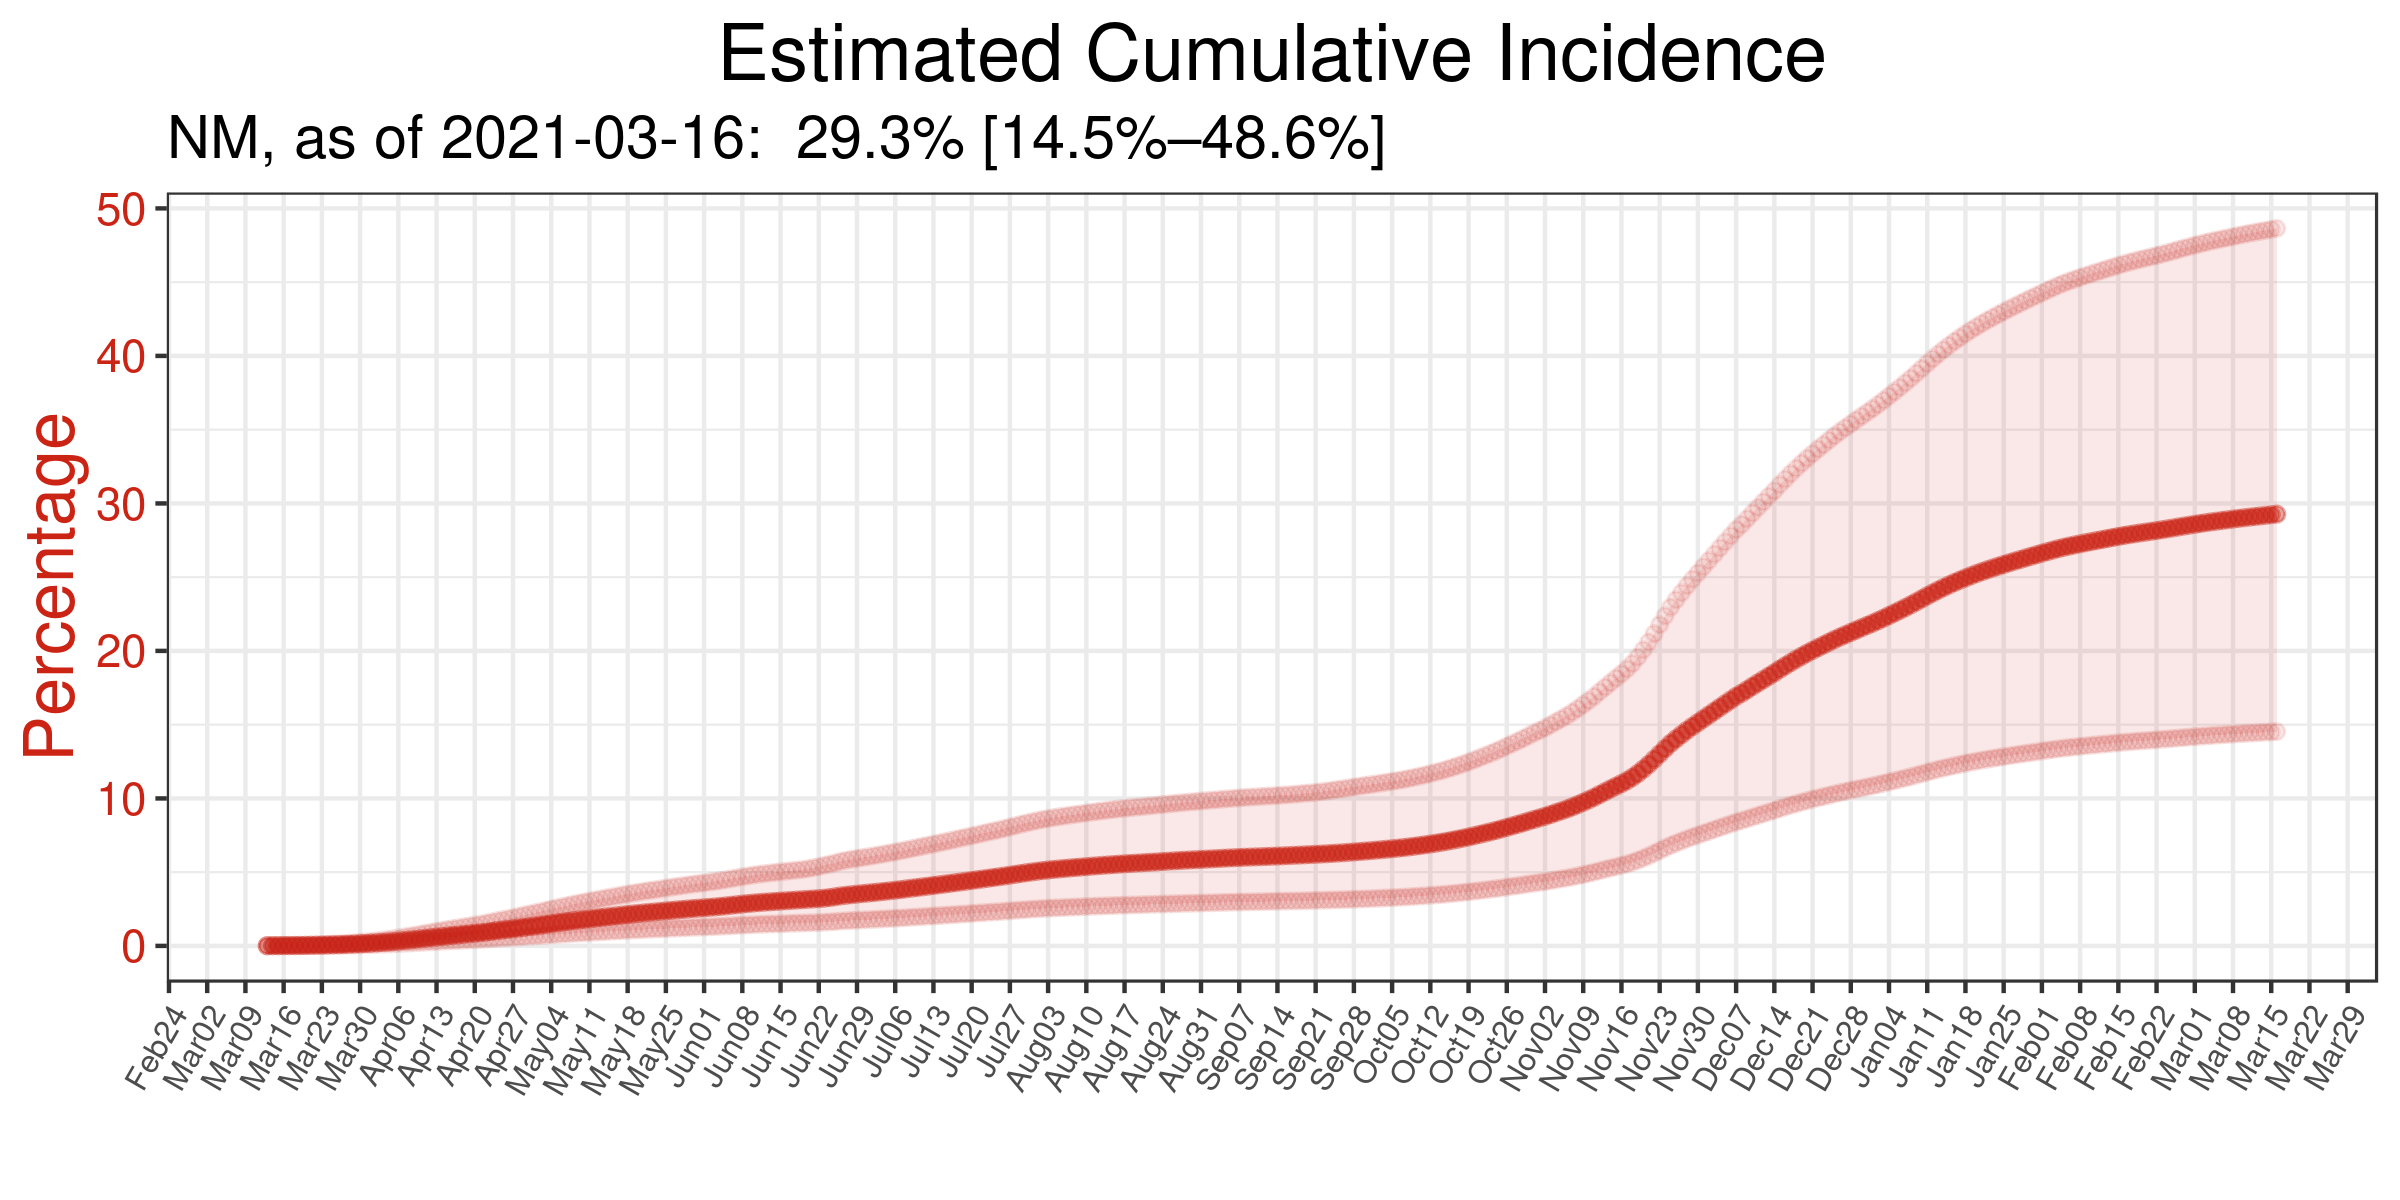 Estimated Cumulative Incidence
NM, as of 2021-03-16:  29.3% [14.5%–48.6%]
Percentage
50
40
30
20
10
0
Feb24
Mar02
Mar09
Mar16
Mar23
Mar30
Apr06
Apr13
Apr20
Apr27
May04
May11
May18
May25
Jun01
Jun08
Jun15
Jun22
Jun29
Jul06
Jul13
Jul20
Jul27
Aug03
Aug10
Aug17
Aug24
Aug31
Sep07
Sep14
Sep21
Sep28
Oct05
Oct12
Oct19
Oct26
Nov02
Nov09
Nov16
Nov23
Nov30
Dec07
Dec14
Dec21
Dec28
Jan04
Jan11
Jan18
Jan25
Feb01
Feb08
Feb15
Feb22
Mar01
Mar08
Mar15
Mar22
Mar29